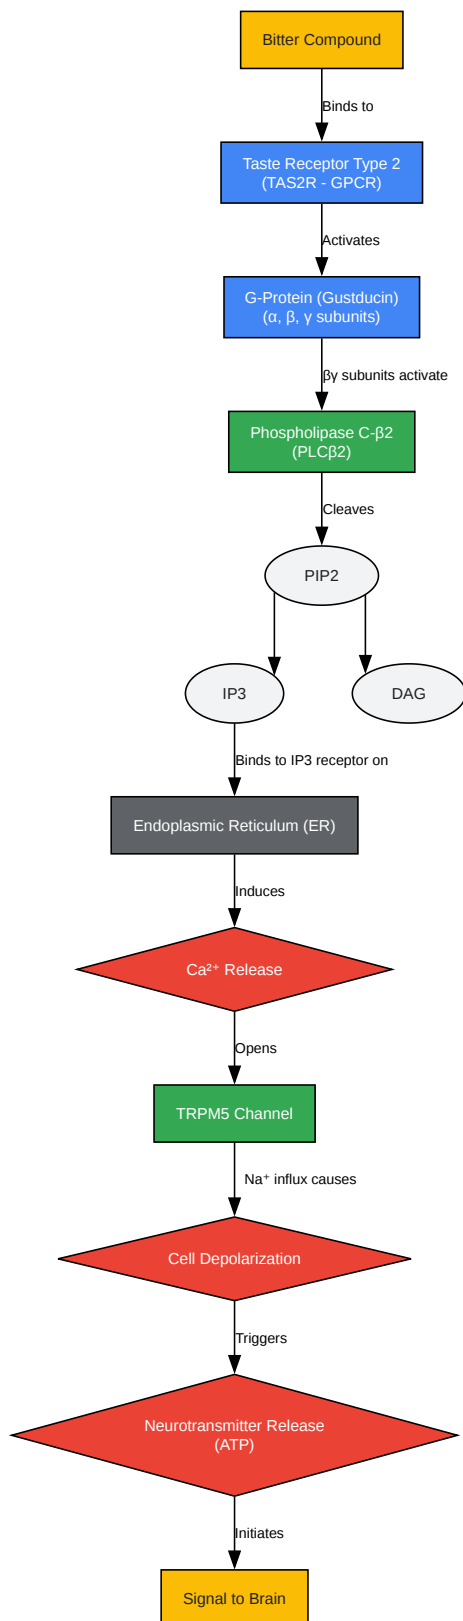 Bitter Compound
Binds to
Taste Receptor Type 2
(TAS2R - GPCR)
Activates
G-Protein (Gustducin)
(α, β, γ subunits)
βγ subunits activate
Phospholipase C-β2
(PLCβ2)
Cleaves
PIP2
IP3
DAG
Binds to IP3 receptor on
Endoplasmic Reticulum (ER)
Induces
Ca²⁺ Release
Opens
TRPM5 Channel
Na⁺ influx causes
Cell Depolarization
Triggers
Neurotransmitter Release
(ATP)
Initiates
Signal to Brain